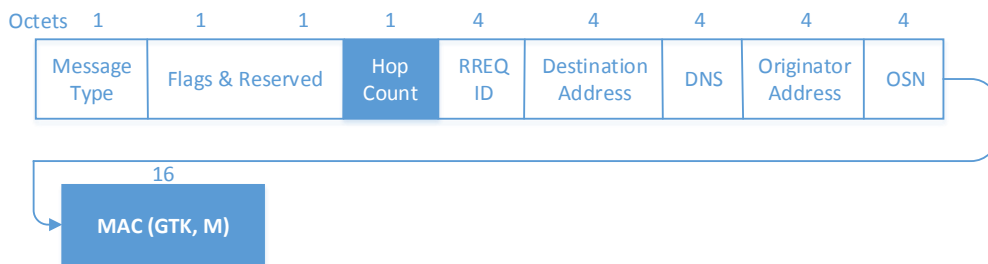 Octets 1 1 1 1 4 4 4 4 4
Message Type
Flags & Reserved
Hop Count
RREQ ID
Destination Address
DNS
Originator Address
OSN
16
MAC (GTK, M)